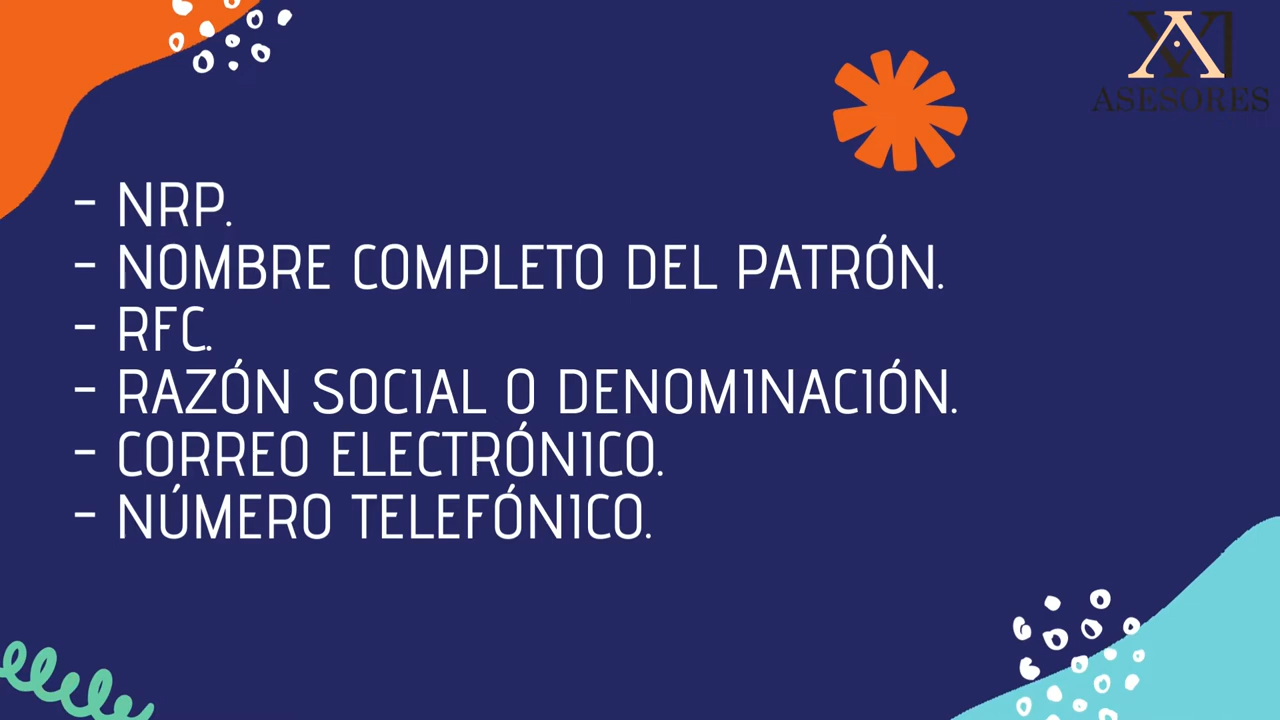 ASESORES
- NRP.
- NOMBRE COMPLETO DEL PATRÓN.
- RFC.
- RAZÓN SOCIAL O DENOMINACIÓN.
- CORREO ELECTRÓNICO.
- NÚMERO TELEFÓNICO.